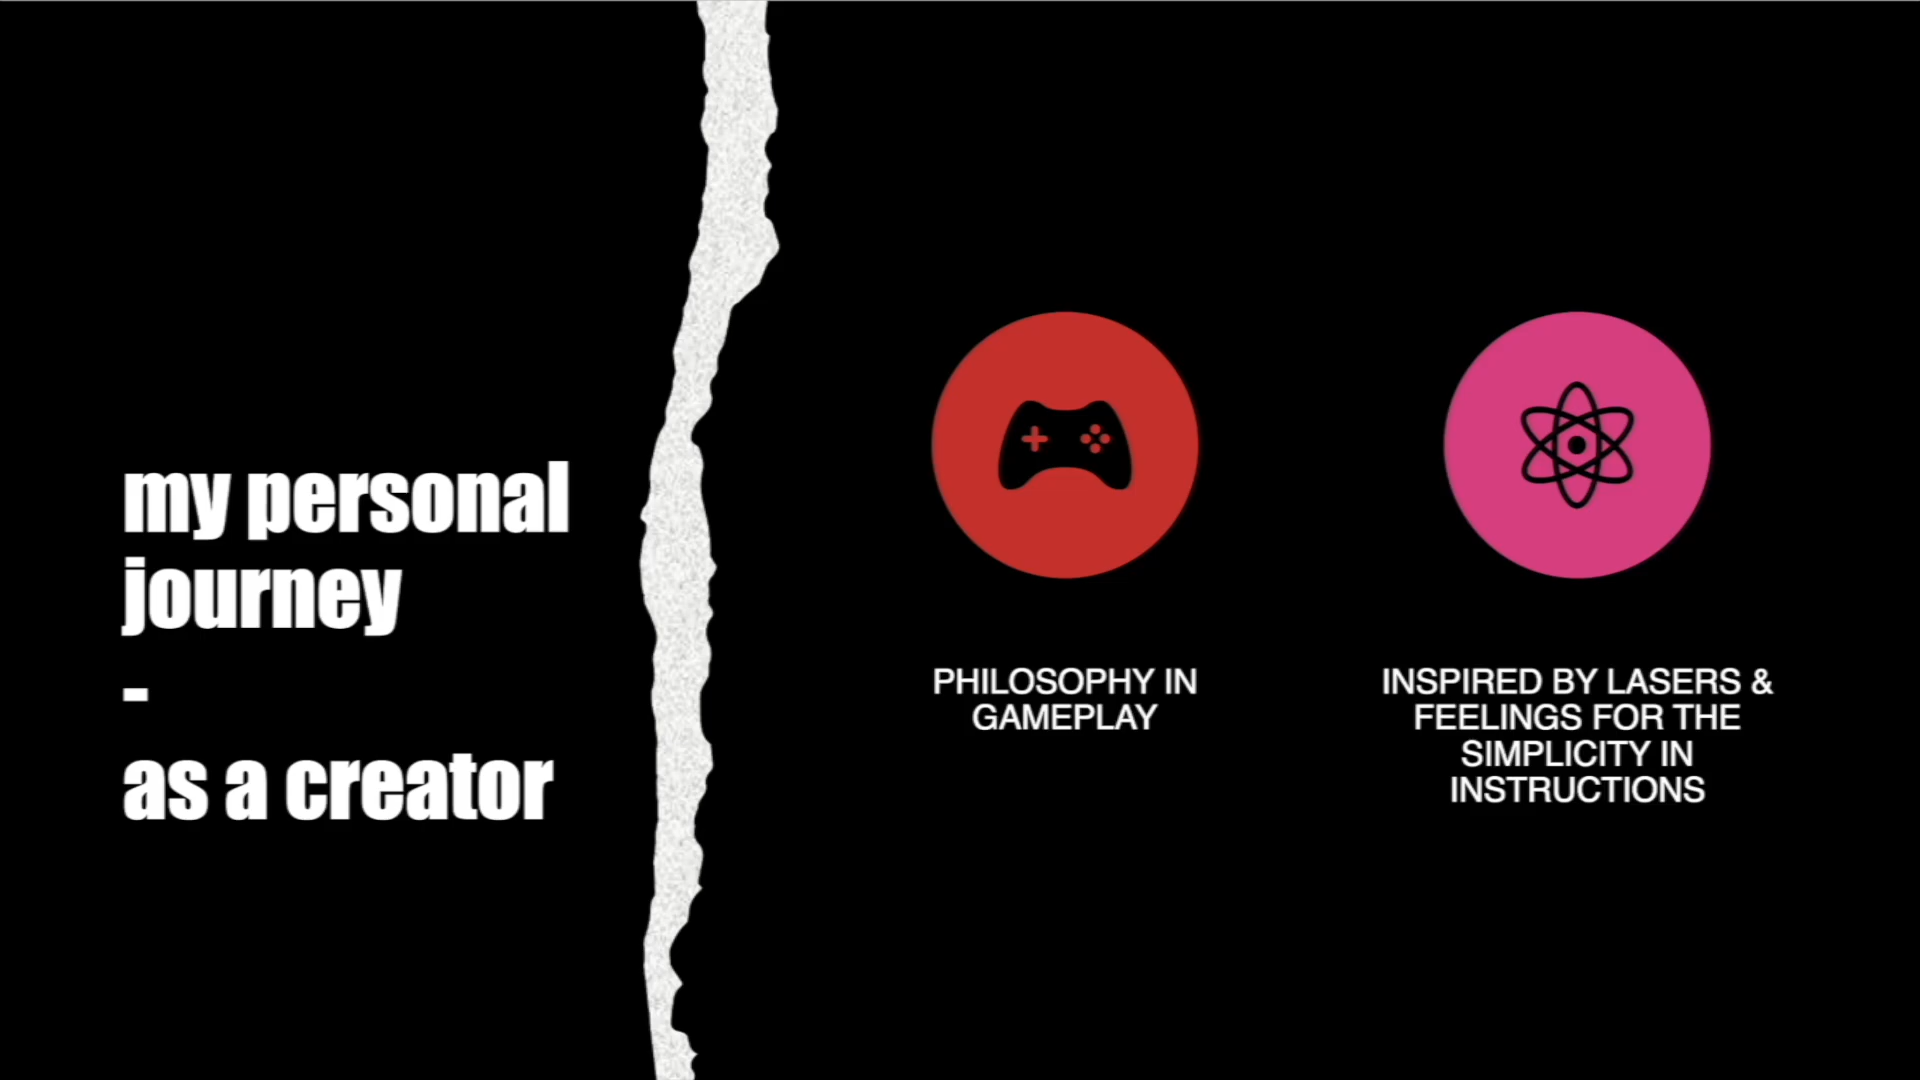 my personal
journey
-
as a creator
PHILOSOPHY IN
GAMEPLAY
INSPIRED BY LASERS &
FEELINGS FOR THE
SIMPLICITY IN
INSTRUCTIONS